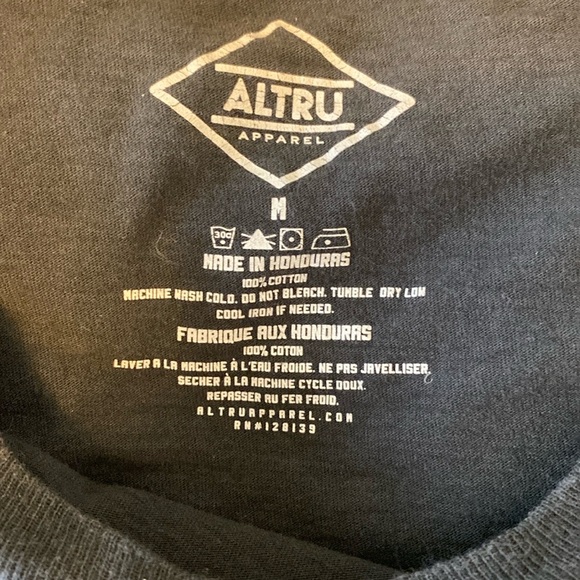 ALTRU
APPAREL
M
30c
MADE IN HONDURAS
100% COTTON
MACHINE WASH COLD. DO NOT BLEACH. TUMBLE DRY LOW
COOL IRON IF NEEDED.
FABRIQUE AUX HONDURAS
100% COTON
LAVER A LA MACHINE À L'EAU FROIDE. NE PAS JAVELLISER.
SECHER À LA MACHINE CYCLE DOUX.
REPASSER AU FER FROID.
ALTRUAPPAREL.COM
RN#128139